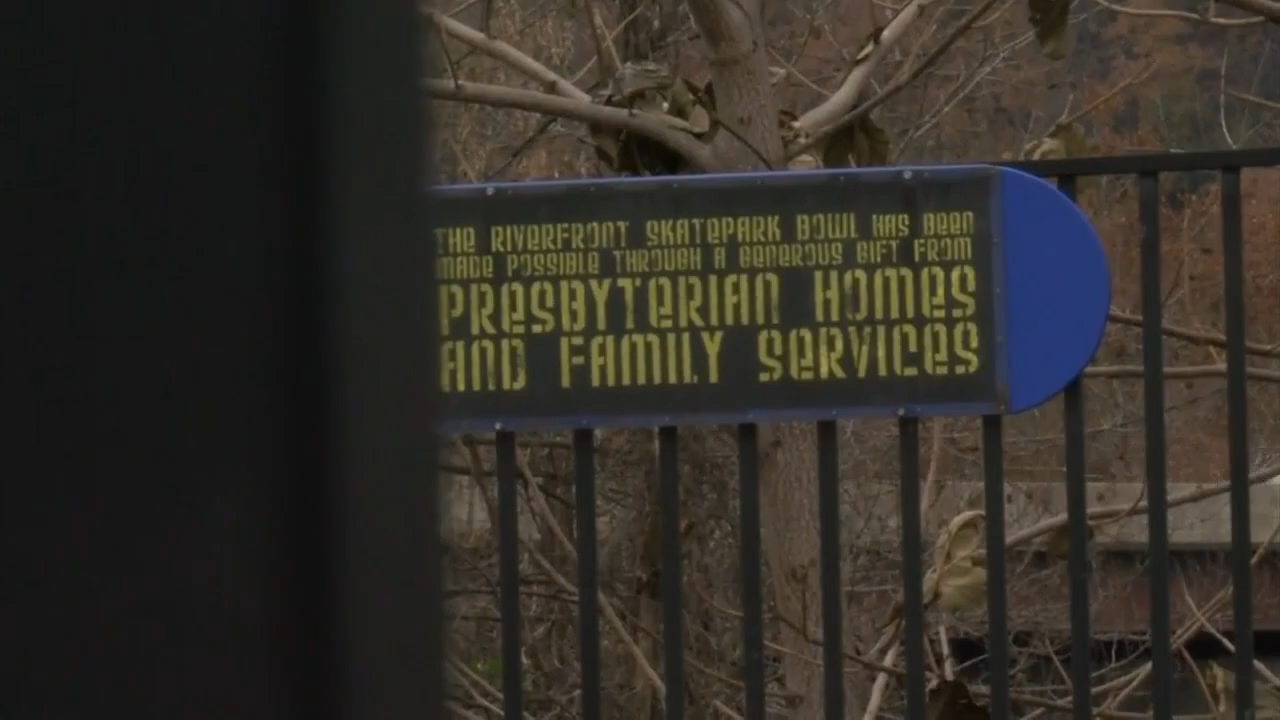 THE RIVERFRONT SKATEPARK BOWL HAS BEEN
MADE POSSIBLE THROUGH A GENEROUS GIFT FROM
PRESBYTERIAN HOMES
AND FAMILY SERVICES